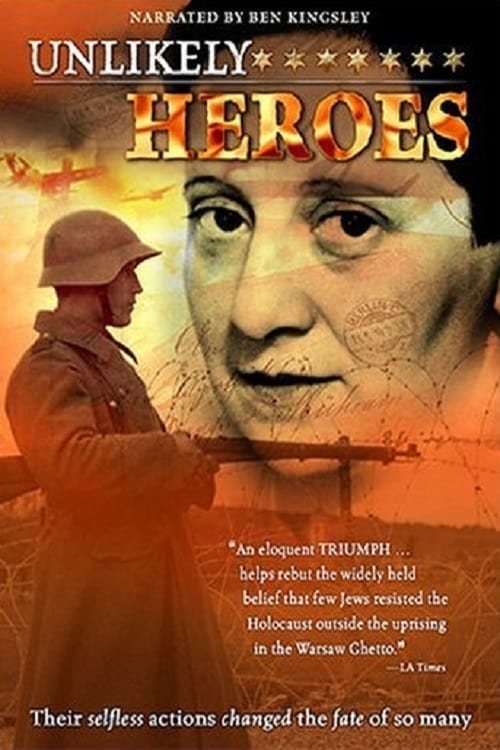 NARRATED BY BEN KINGSLEY
UNLIKELY
HEROES
"An eloquent TRIUMPH ...
helps rebut the widely held
belief that few Jews resisted the
Holocaust outside the uprising
in the Warsaw Ghetto."
—LA Times
Their selfless actions changed the fate of so many